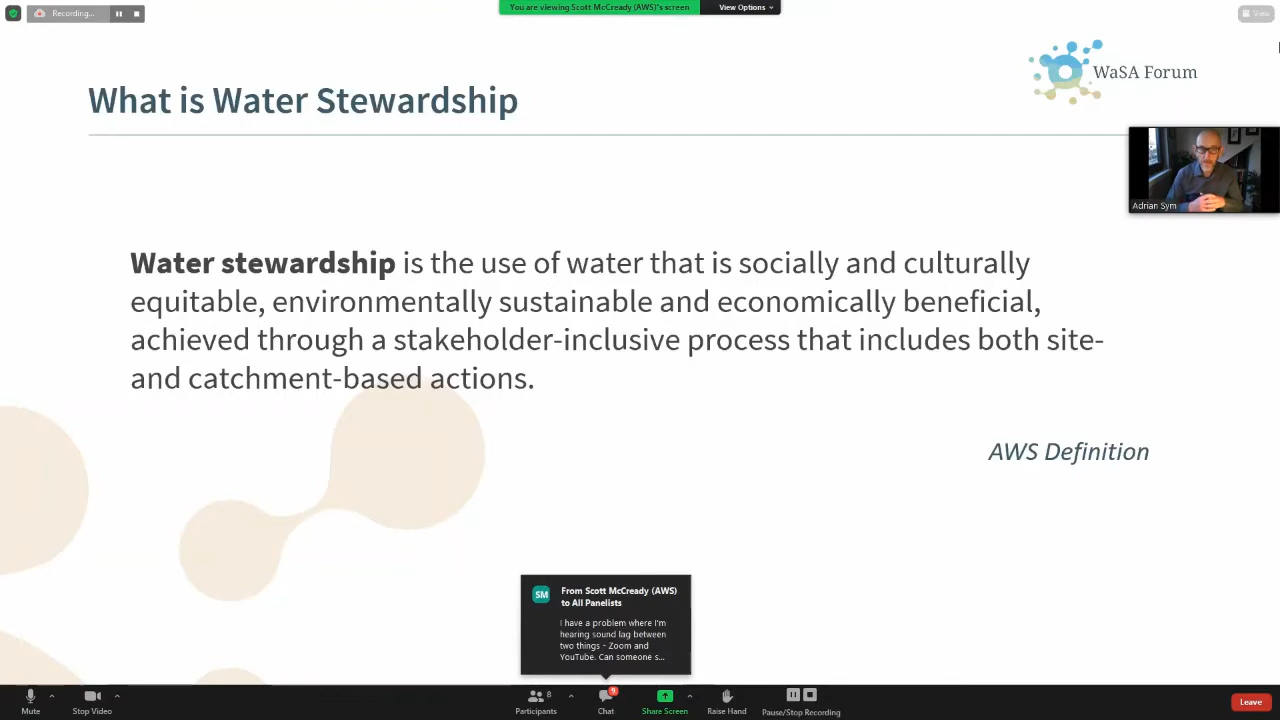 Recording...
You are viewing Scott McCready (AWS)'s screen
View Options
View
WaSA Forum
What is Water Stewardship
Adrian Sym
Water stewardship is the use of water that is socially and culturally
equitable, environmentally sustainable and economically beneficial,
achieved through a stakeholder-inclusive process that includes both site-
and catchment-based actions.
AWS Definition
SM
From Scott McCready (AWS)
to All Panelists
I have a problem where I'm
hearing sound lag between
two things - Zoom and
YouTube. Can someone s...
Mute
Stop Video
8
Participants
9
Chat
Share Screen
Raise Hand
Pause/Stop Recording
Leave